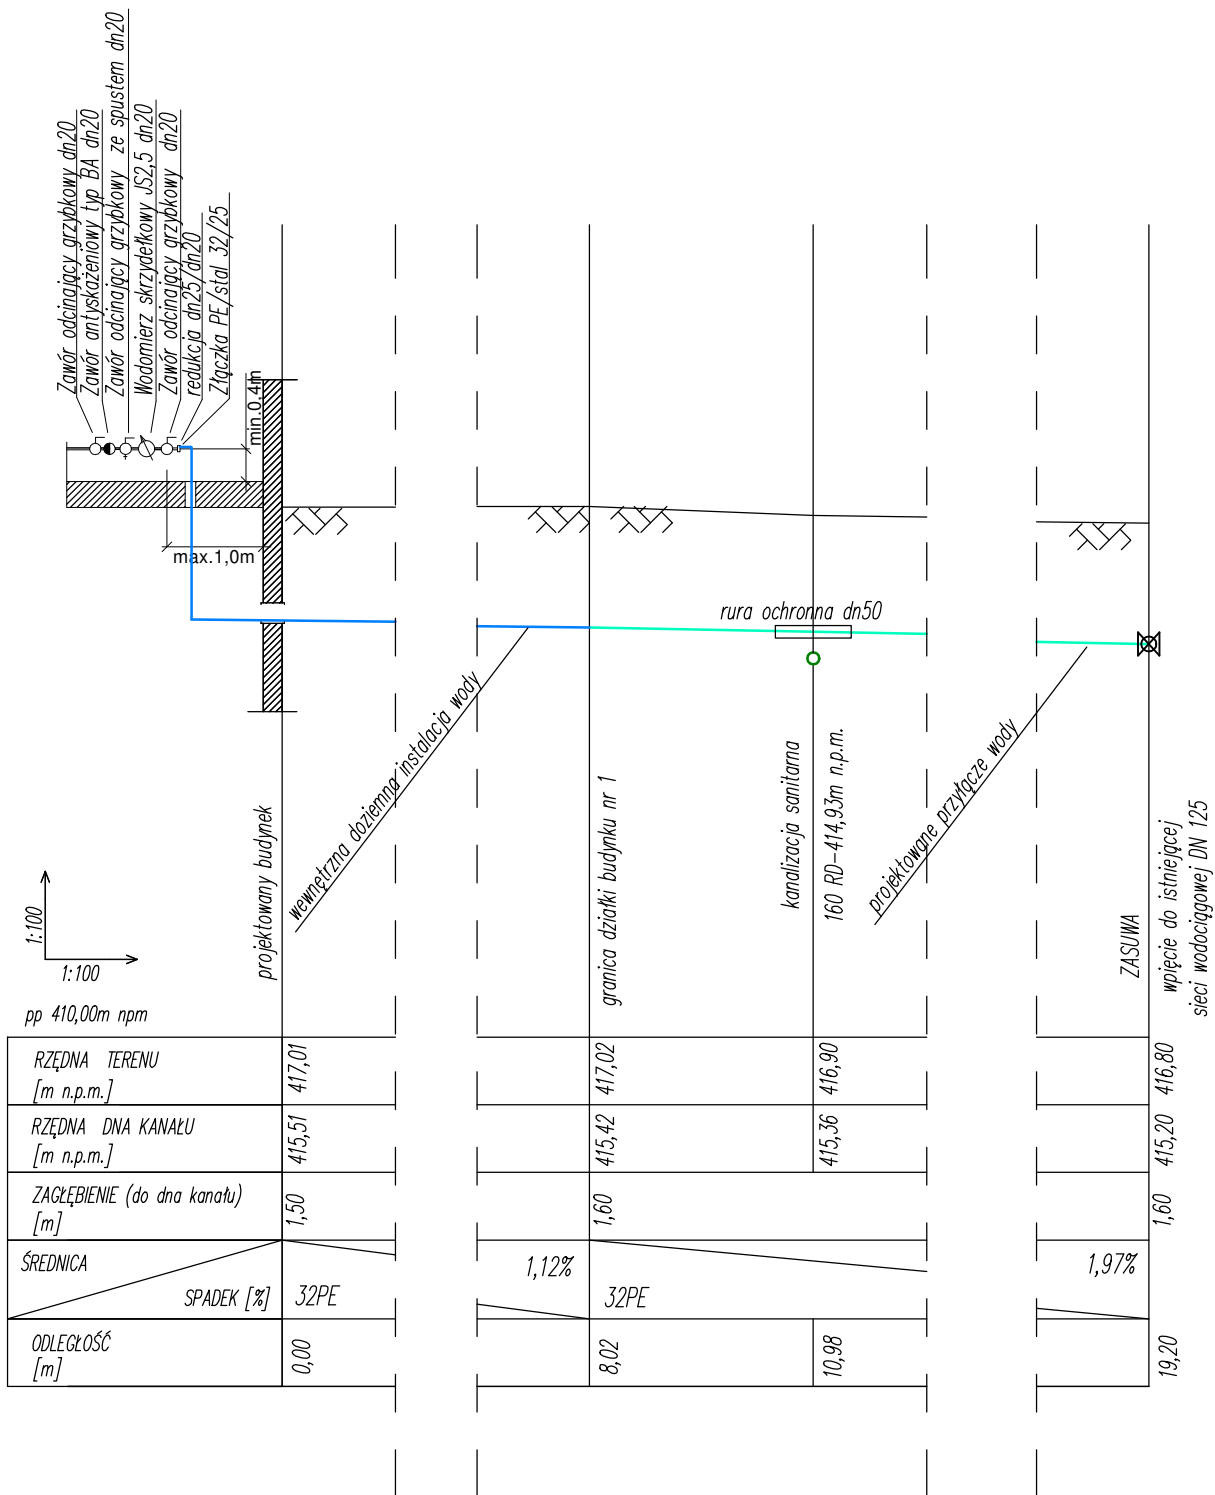 Zawór odcinający grzybkowy dn20
Zawór antyskażeniowy typ BA dn20
Zawór odcinający grzybkowy ze spustem dn20
Wodomierz skrzydełkowy JS2,5 dn20
Zawór odcinający grzybkowy dn20
redukcja dn25/dn20
Złączka PE/stal 32/25
min.0,4m
max.1,0m
rura ochronna dn50
wewnętrzna doziemna instalacja wody
projektowane przyłącze wody
projektowany budynek
granica działki budynku nr 1
kanalizacja sanitarna
160 RD-414,93m n.p.m.
ZASUWA
wpięcie do istniejącej
sieci wodociągowej DN 125
1:100
1:100
pp 410,00m npm
RZĘDNA TERENU
[m n.p.m.]
417,01
417,02
416,90
416,80
RZĘDNA DNA KANAŁU
[m n.p.m.]
415,51
415,42
415,36
415,20
ZAGŁĘBIENIE (do dna kanału)
[m]
1,50
1,60
1,60
ŚREDNICA
SPADEK [%]
32PE
1,12%
32PE
1,97%
ODLEGŁOŚĆ
[m]
0,00
8,02
10,98
19,20